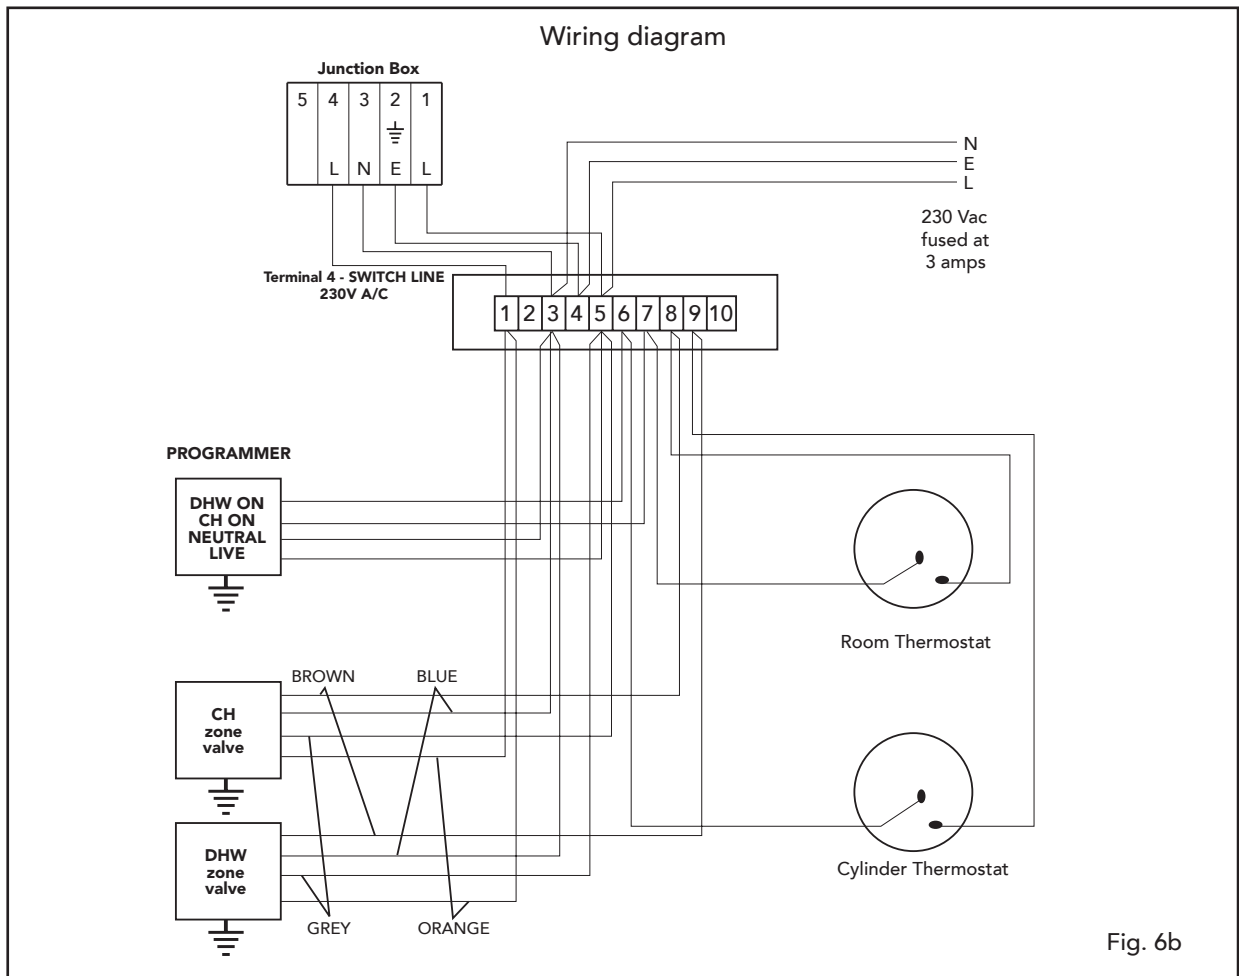 Wiring diagram
Junction Box
5 4 3 2 1
L N E L
N
E
L
230 Vac
fused at
3 amps
Terminal 4 - SWITCH LINE
230V A/C
1 2 3 4 5 6 7 8 9 10
PROGRAMMER
DHW ON
CH ON
NEUTRAL
LIVE
Room Thermostat
BROWN BLUE
CH
zone
valve
DHW
zone
valve
Cylinder Thermostat
GREY ORANGE
Fig. 6b